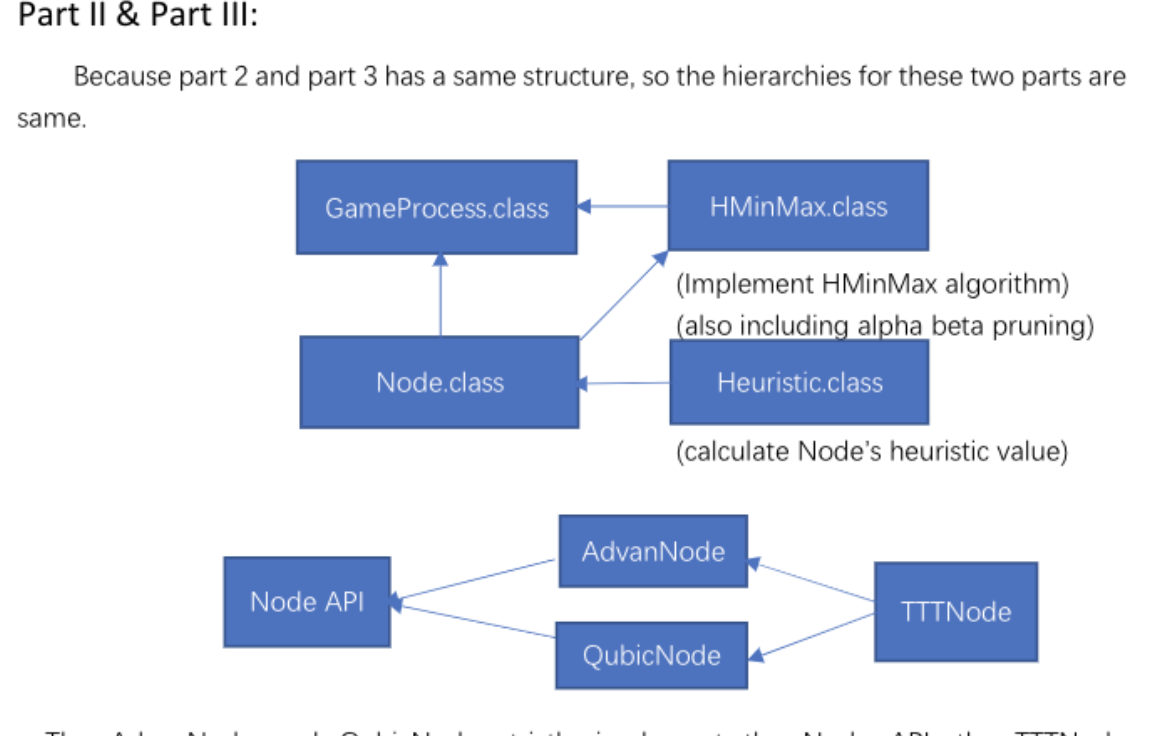 Part II & Part III:
Because part 2 and part 3 has a same structure, so the hierarchies for these two parts are
same.
GameProcess.class
HMinMax.class
(Implement HMinMax algorithm)
(also including alpha beta pruning)
Node.class
Heuristic.class
(calculate Node's heuristic value)
AdvanNode
Node API
TTTNode
QubicNode